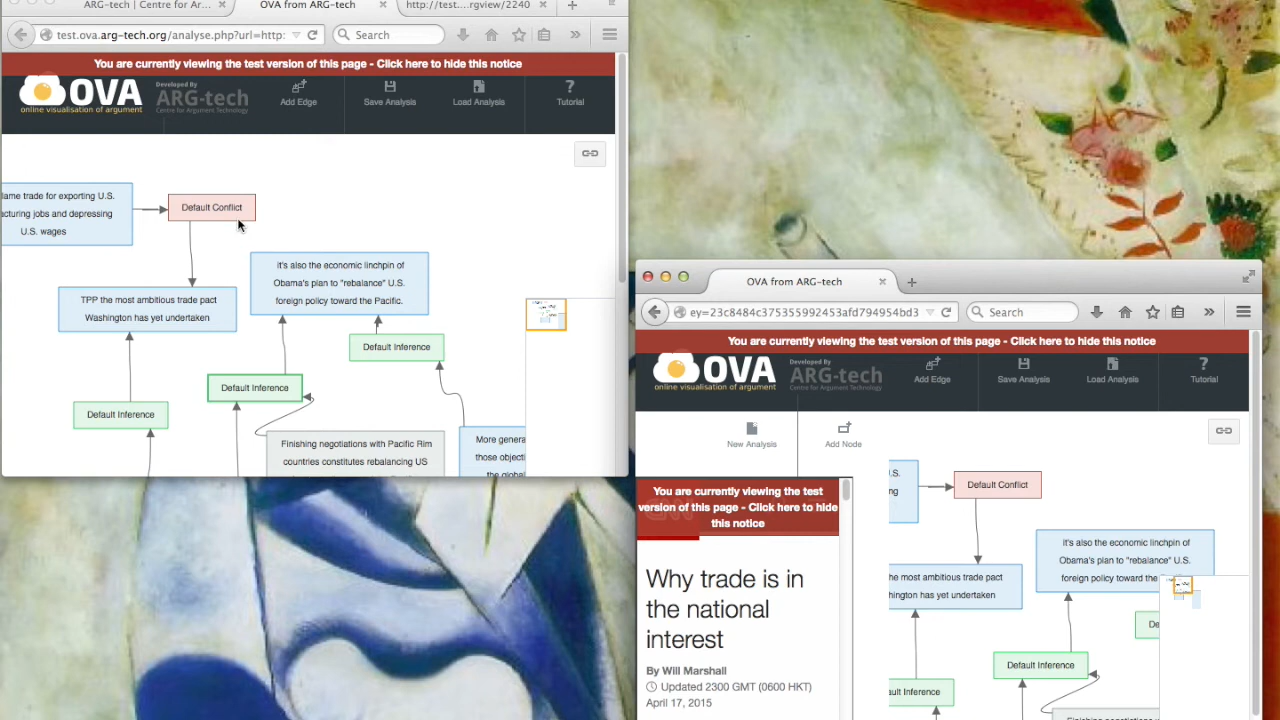 ARG-tech | Centre for Ar...
OVA from ARG-tech
http://test....rgview/2240
test.ova.arg-tech.org/analyse.php?url=http:
Search
You are currently viewing the test version of this page - Click here to hide this notice
OVA
online visualisation of argument
Developed By
ARG-tech
Centre for Argument Technology
Add Edge
Save Analysis
Load Analysis
Tutorial
lame trade for exporting U.S.
cturing jobs and depressing
U.S. wages
Default Conflict
it's also the economic linchpin of
Obama's plan to "rebalance" U.S.
foreign policy toward the Pacific.
TPP the most ambitious trade pact
Washington has yet undertaken
Default Inference
Default Inference
Default Inference
Finishing negotiations with Pacific Rim
countries constitutes rebalancing US
More genera
those object
the global
OVA from ARG-tech
ey=23c8484c375355992453afd794954bd3
Search
You are currently viewing the test version of this page - Click here to hide this notice
OVA
online visualisation of argument
Developed By
ARG-tech
Centre for Argument Technology
Add Edge
Save Analysis
Load Analysis
Tutorial
New Analysis
Add Node
You are currently viewing the test
version of this page - Click here to hide
this notice
Why trade is in
the national
interest
By Will Marshall
Updated 2300 GMT (0600 HKT)
April 17, 2015
I.S.
ng
Default Conflict
it's also the economic linchpin of
Obama's plan to "rebalance" U.S.
foreign policy toward the
he most ambitious trade pact
shington has yet undertaken
De
Default Inference
ault Inference